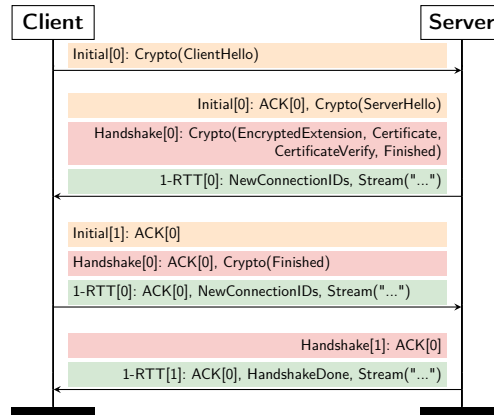 Client Server
Initial[0]: Crypto(ClientHello)
Initial[0]: ACK[0], Crypto(ServerHello)
Handshake[0]: Crypto(EncryptedExtension, Certificate,
CertificateVerify, Finished)
1-RTT[0]: NewConnectionIDs, Stream("...")
Initial[1]: ACK[0]
Handshake[0]: ACK[0], Crypto(Finished)
1-RTT[0]: ACK[0], NewConnectionIDs, Stream("...")
Handshake[1]: ACK[0]
1-RTT[1]: ACK[0], HandshakeDone, Stream("...")